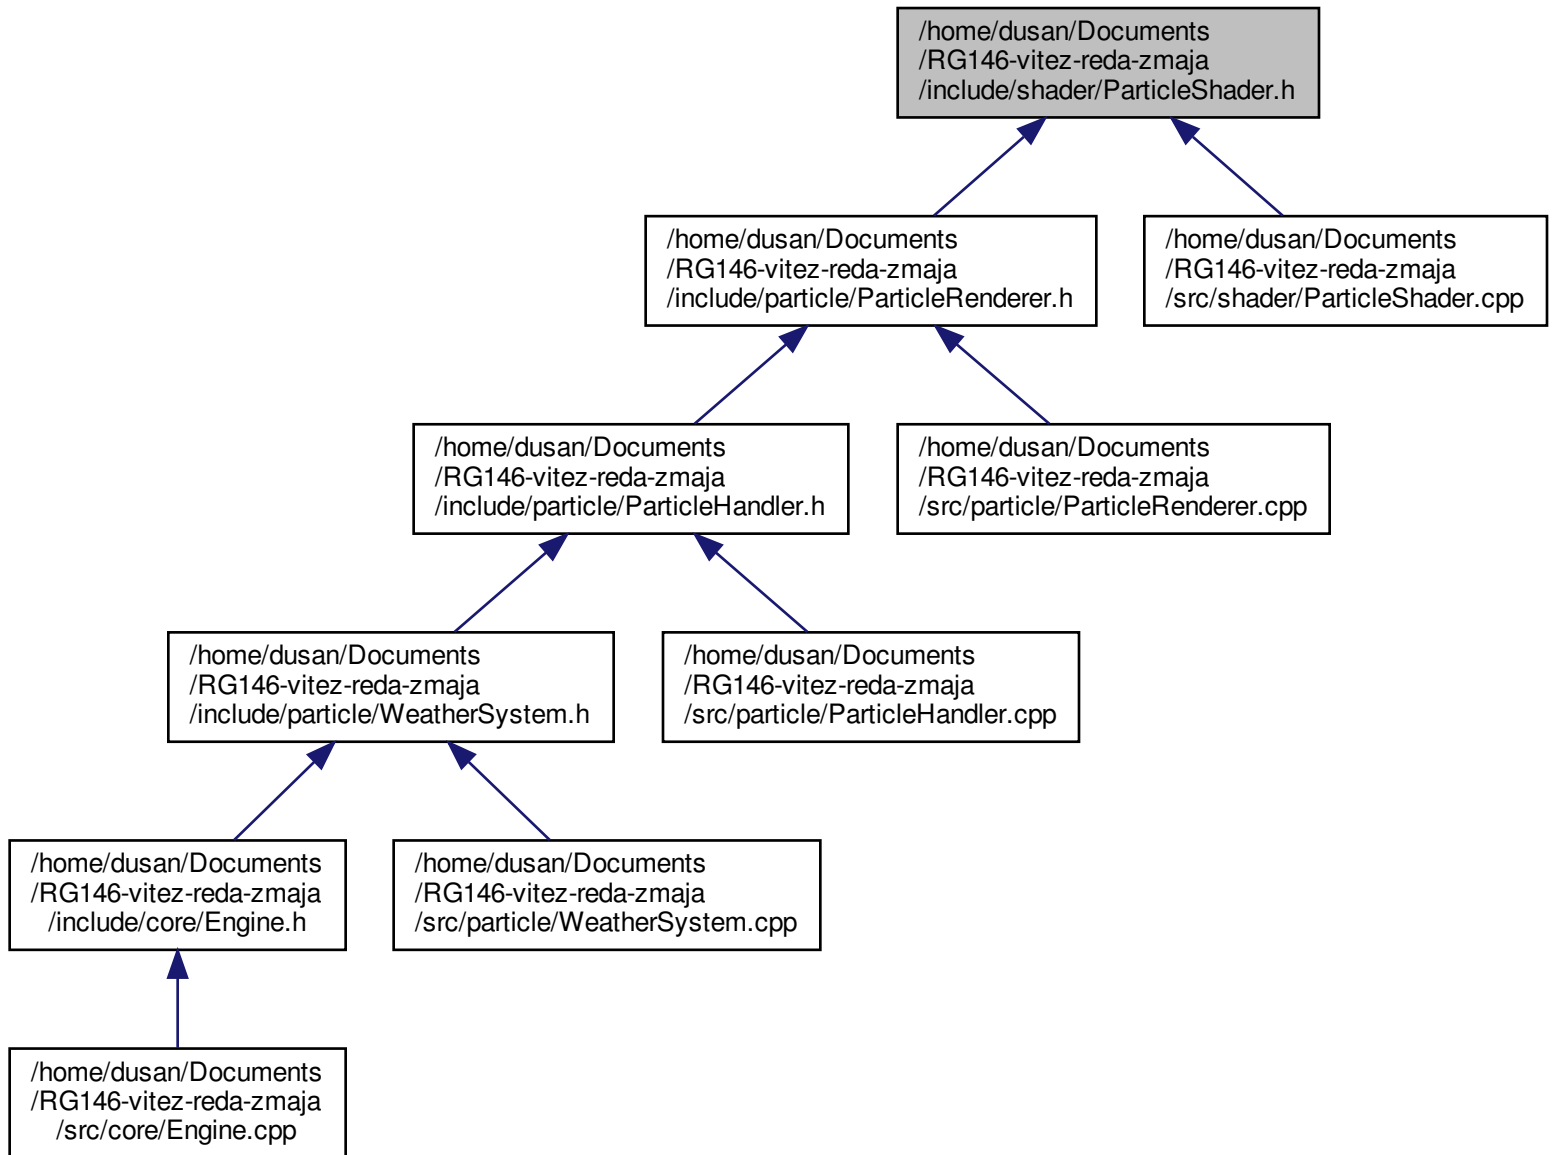 /home/dusan/Documents
/RG146-vitez-reda-zmaja
/include/shader/ParticleShader.h
/home/dusan/Documents
/RG146-vitez-reda-zmaja
/include/particle/ParticleRenderer.h
/home/dusan/Documents
/RG146-vitez-reda-zmaja
/src/shader/ParticleShader.cpp
/home/dusan/Documents
/RG146-vitez-reda-zmaja
/include/particle/ParticleHandler.h
/home/dusan/Documents
/RG146-vitez-reda-zmaja
/src/particle/ParticleRenderer.cpp
/home/dusan/Documents
/RG146-vitez-reda-zmaja
/include/particle/WeatherSystem.h
/home/dusan/Documents
/RG146-vitez-reda-zmaja
/src/particle/ParticleHandler.cpp
/home/dusan/Documents
/RG146-vitez-reda-zmaja
/include/core/Engine.h
/home/dusan/Documents
/RG146-vitez-reda-zmaja
/src/particle/WeatherSystem.cpp
/home/dusan/Documents
/RG146-vitez-reda-zmaja
/src/core/Engine.cpp